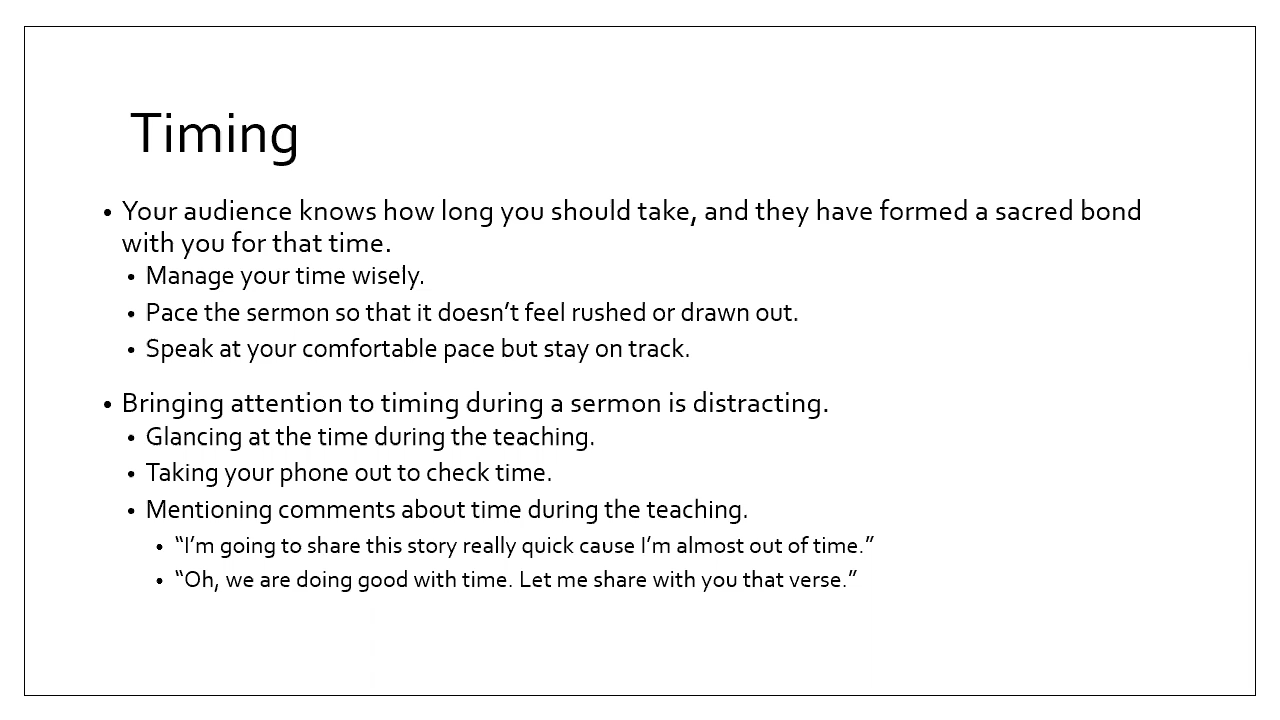 Timing
• Your audience knows how long you should take, and they have formed a sacred bond
with you for that time.
• Manage your time wisely.
• Pace the sermon so that it doesn’t feel rushed or drawn out.
• Speak at your comfortable pace but stay on track.
• Bringing attention to timing during a sermon is distracting.
• Glancing at the time during the teaching.
• Taking your phone out to check time.
• Mentioning comments about time during the teaching.
• “I’m going to share this story really quick cause I’m almost out of time.”
• “Oh, we are doing good with time. Let me share with you that verse.”